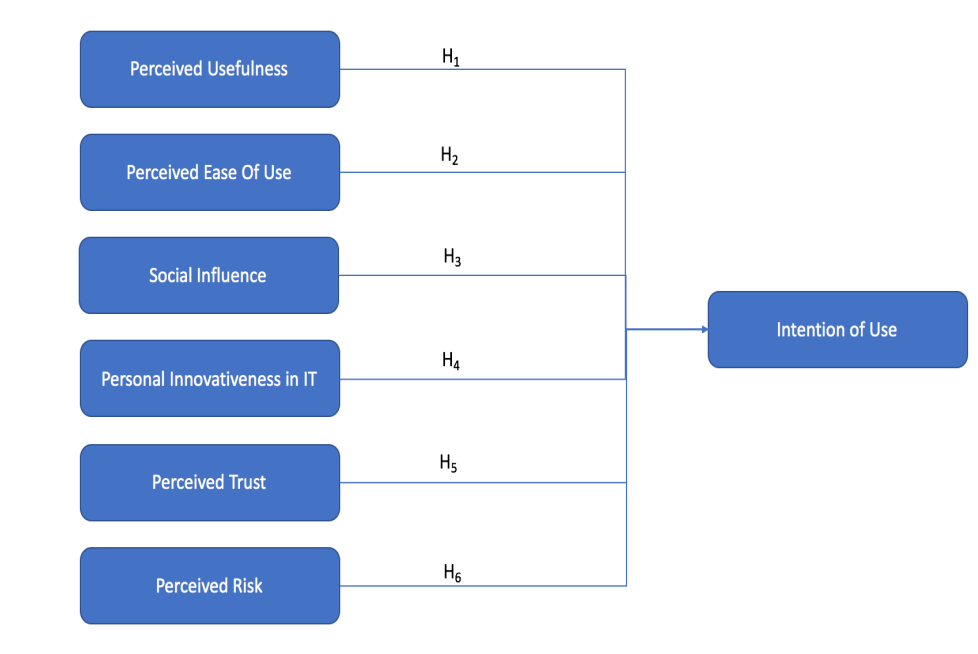 Perceived Usefulness
H₁
Perceived Ease Of Use
H₂
Social Influence
H₃
Intention of Use
Personal Innovativeness in IT
H₄
Perceived Trust
H₅
Perceived Risk
H₆